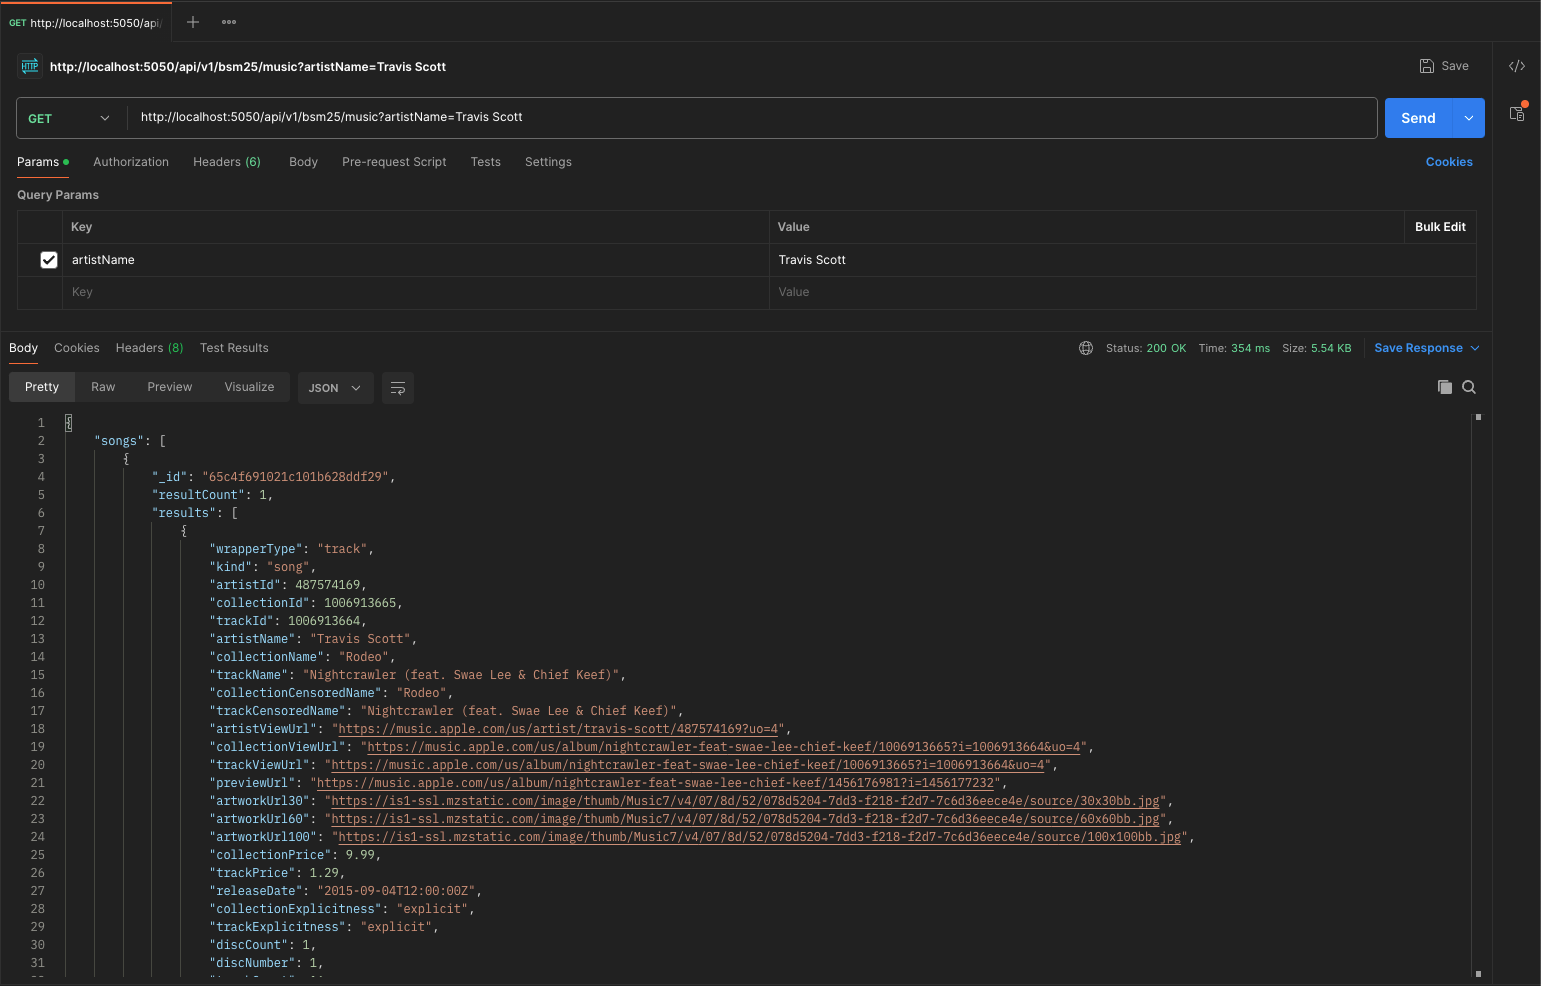 GET http://localhost:5050/api/
HTTP http://localhost:5050/api/v1/bsm25/music?artistName=Travis Scott
Save
GET http://localhost:5050/api/v1/bsm25/music?artistName=Travis Scott
Send
Params Authorization Headers (6) Body Pre-request Script Tests Settings
Cookies
Query Params
Key Value Bulk Edit
artistName Travis Scott
Key Value
Body Cookies Headers (8) Test Results
Status: 200 OK Time: 354 ms Size: 5.54 KB Save Response
Pretty Raw Preview Visualize JSON
1 {
2 "songs": [
3 {
4 "_id": "65c4f691021c101b628ddf29",
5 "resultCount": 1,
6 "results": [
7 {
8 "wrapperType": "track",
9 "kind": "song",
10 "artistId": 487574169,
11 "collectionId": 1006913665,
12 "trackId": 1006913664,
13 "artistName": "Travis Scott",
14 "collectionName": "Rodeo",
15 "trackName": "Nightcrawler (feat. Swae Lee & Chief Keef)",
16 "collectionCensoredName": "Rodeo",
17 "trackCensoredName": "Nightcrawler (feat. Swae Lee & Chief Keef)",
18 "artistViewUrl": "https://music.apple.com/us/artist/travis-scott/487574169?uo=4",
19 "collectionViewUrl": "https://music.apple.com/us/album/nightcrawler-feat-swae-lee-chief-keef/1006913665?i=1006913664&uo=4",
20 "trackViewUrl": "https://music.apple.com/us/album/nightcrawler-feat-swae-lee-chief-keef/1006913665?i=1006913664&uo=4",
21 "previewUrl": "https://music.apple.com/us/album/nightcrawler-feat-swae-lee-chief-keef/1456176981?i=1456177232",
22 "artworkUrl30": "https://is1-ssl.mzstatic.com/image/thumb/Music7/v4/07/8d/52/078d5204-7dd3-f218-f2d7-7c6d36eece4e/source/30x30bb.jpg",
23 "artworkUrl60": "https://is1-ssl.mzstatic.com/image/thumb/Music7/v4/07/8d/52/078d5204-7dd3-f218-f2d7-7c6d36eece4e/source/60x60bb.jpg",
24 "artworkUrl100": "https://is1-ssl.mzstatic.com/image/thumb/Music7/v4/07/8d/52/078d5204-7dd3-f218-f2d7-7c6d36eece4e/source/100x100bb.jpg",
25 "collectionPrice": 9.99,
26 "trackPrice": 1.29,
27 "releaseDate": "2015-09-04T12:00:00Z",
28 "collectionExplicitness": "explicit",
29 "trackExplicitness": "explicit",
30 "discCount": 1,
31 "discNumber": 1,